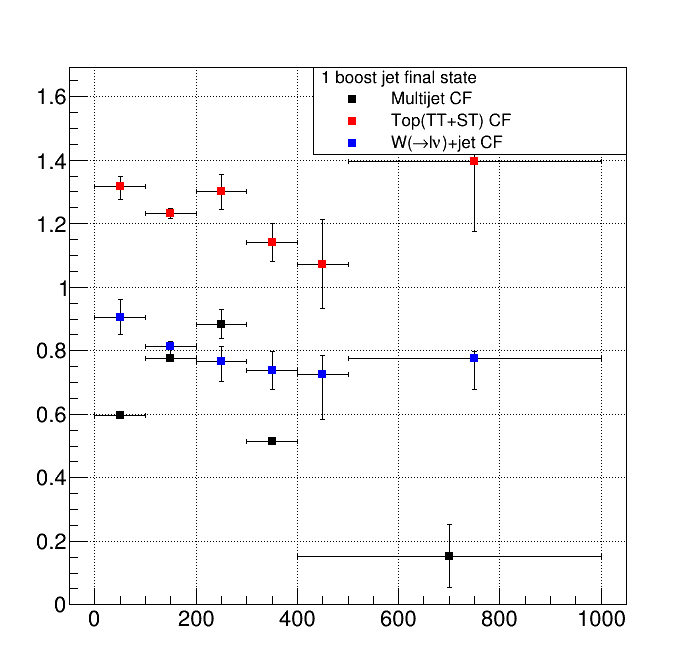 1 boost jet final state
Multijet CF
Top(TT+ST) CF
W(→lν)+jet CF
1.6
1.4
1.2
1
0.8
0.6
0.4
0.2
0
0 200 400 600 800 1000